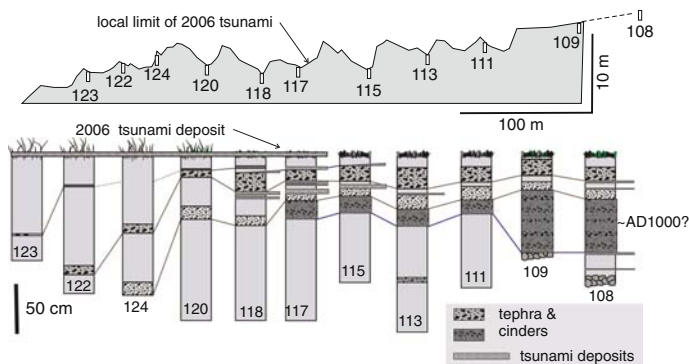 local limit of 2006 tsunami
108
109
124
122
123
120
118
117
115
113
111
10 m
100 m
2006 tsunami deposit
~AD1000?
123
122
124
120
118
117
115
113
111
109
108
50 cm
tephra &
cinders
tsunami deposits